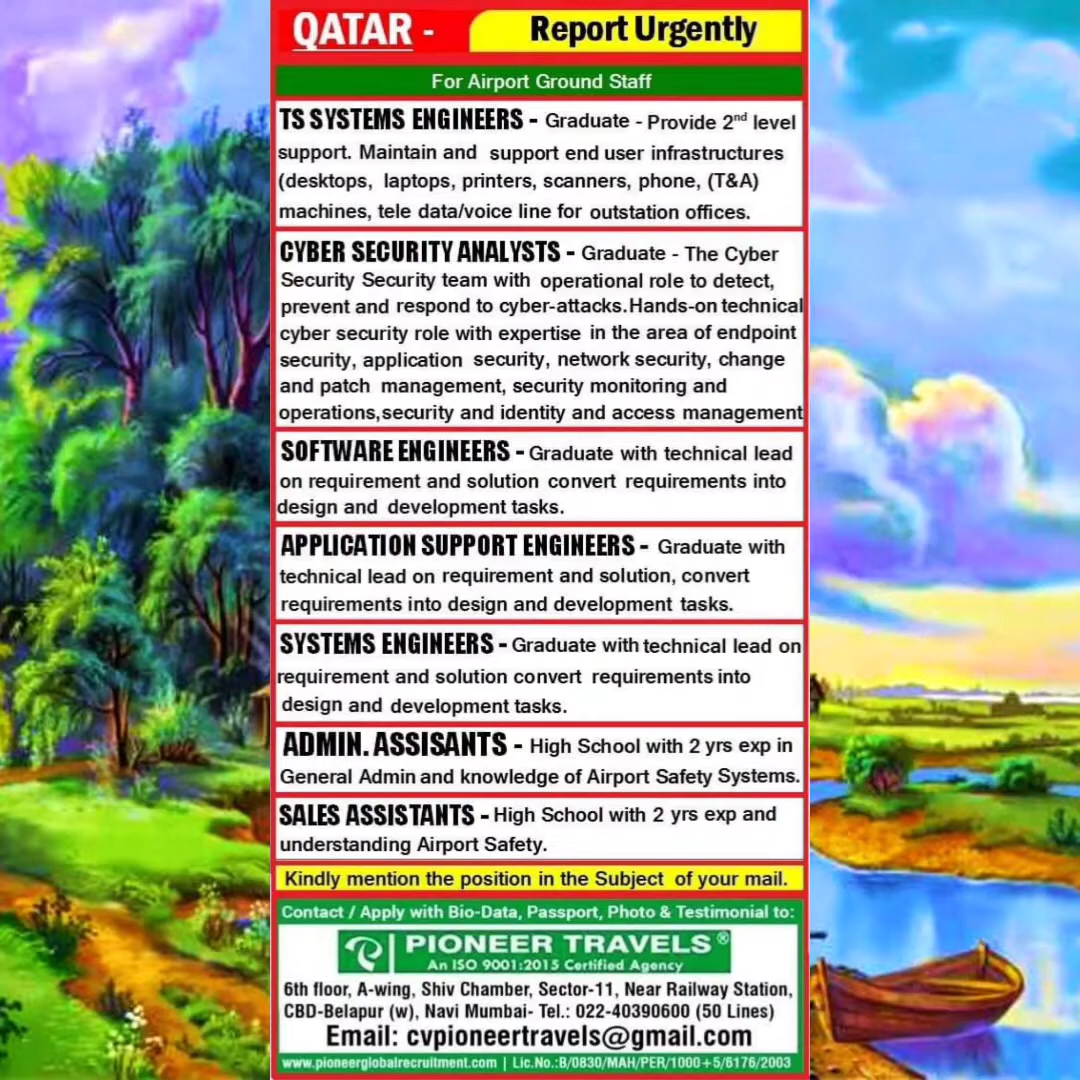 QATAR -
Report Urgently
For Airport Ground Staff
TS SYSTEMS ENGINEERS - Graduate - Provide 2nd level
support. Maintain and support end user infrastructures
(desktops, laptops, printers, scanners, phone, (T&A)
machines, tele data/voice line for outstation offices.
CYBER SECURITY ANALYSTS - Graduate - The Cyber
Security Security team with operational role to detect,
prevent and respond to cyber-attacks.Hands-on technical
cyber security role with expertise in the area of endpoint
security, application security, network security, change
and patch management, security monitoring and
operations,security and identity and access management
SOFTWARE ENGINEERS - Graduate with technical lead
on requirement and solution convert requirements into
design and development tasks.
APPLICATION SUPPORT ENGINEERS - Graduate with
technical lead on requirement and solution, convert
requirements into design and development tasks.
SYSTEMS ENGINEERS - Graduate with technical lead on
requirement and solution convert requirements into
design and development tasks.
ADMIN. ASSISANTS - High School with 2 yrs exp in
General Admin and knowledge of Airport Safety Systems.
SALES ASSISTANTS - High School with 2 yrs exp and
understanding Airport Safety.
Kindly mention the position in the Subject of your mail.
Contact / Apply with Bio-Data, Passport, Photo & Testimonial to:
PIONEER TRAVELS®
An ISO 9001:2015 Certified Agency
6th floor, A-wing, Shiv Chamber, Sector-11, Near Railway Station,
CBD-Belapur (w), Navi Mumbai- Tel.: 022-40390600 (50 Lines)
Email: cvpioneertravels@gmail.com
www.pioneerglobalrecruitment.com | Lic.No.:B/0830/MAH/PER/1000+5/6176/2003